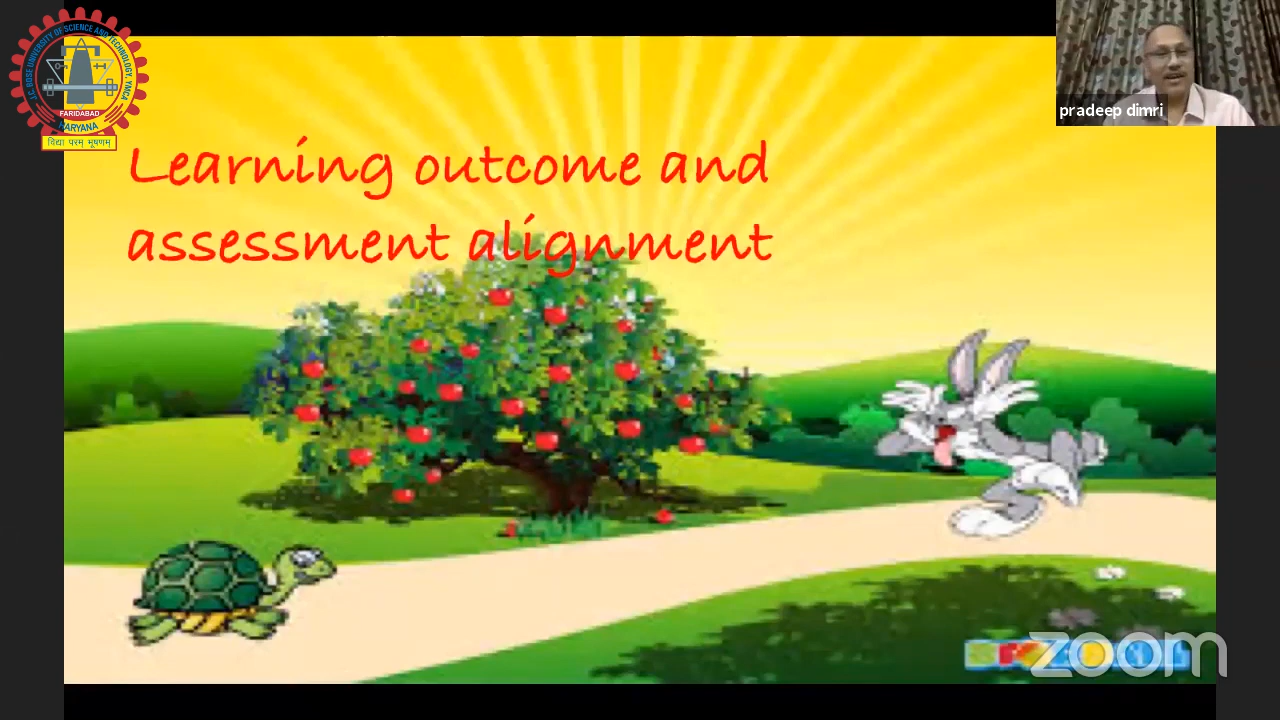 J.C. BOSE UNIVERSITY OF SCIENCE AND TECHNOLOGY, YMCA
FARIDABAD
HARYANA
विद्या परम् भूषणम्
pradeep dimri
Learning outcome and
assessment alignment
zoom